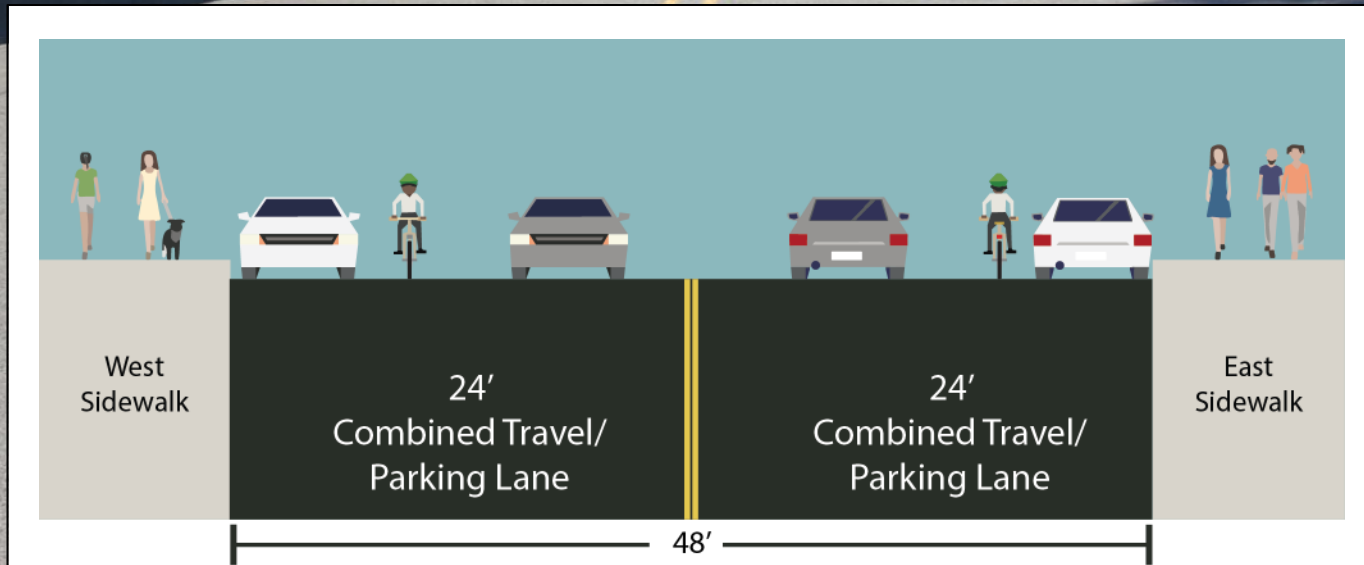 West
Sidewalk
24′
Combined Travel/
Parking Lane
24′
Combined Travel/
Parking Lane
East
Sidewalk
48′